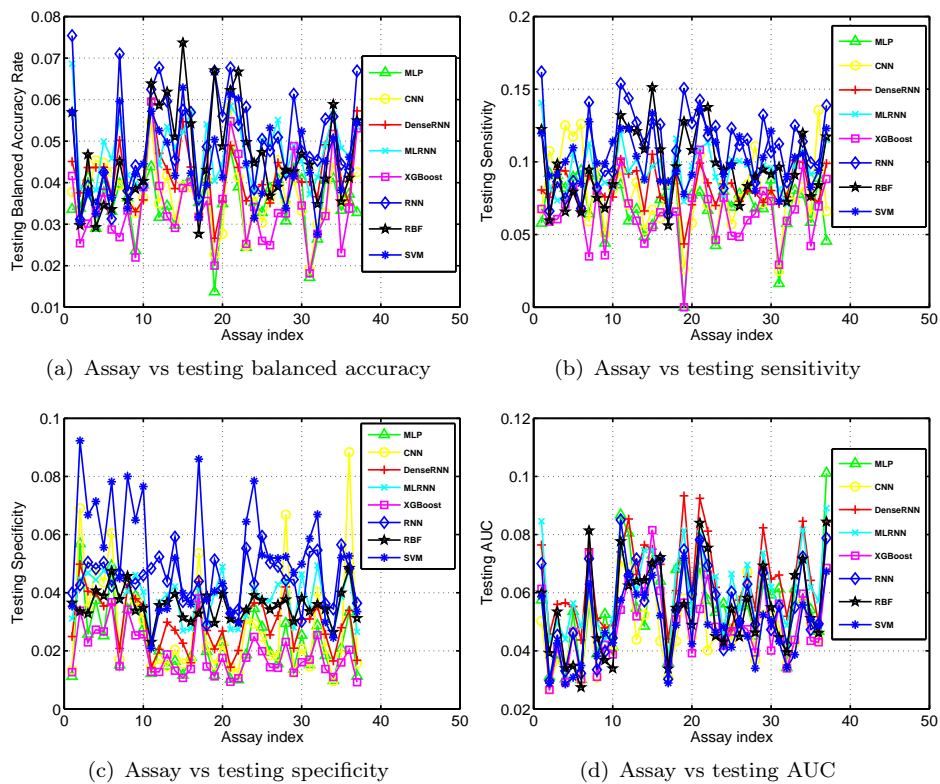 0.08
0.07
0.06
0.05
0.04
0.03
0.02
0.01
0 10 20 30 40 50
Testing Balanced Accuracy Rate
Assay index
MLP
CNN
DenseRNN
MLRNN
XGBoost
RNN
RBF
SVM
(a) Assay vs testing balanced accuracy
0.2
0.15
0.1
0.05
0
0 10 20 30 40 50
Testing Sensitivity
Assay index
MLP
CNN
DenseRNN
MLRNN
XGBoost
RNN
RBF
SVM
(b) Assay vs testing sensitivity
0.1
0.08
0.06
0.04
0.02
0
0 10 20 30 40 50
Testing Specificity
Assay index
MLP
CNN
DenseRNN
MLRNN
XGBoost
RNN
RBF
SVM
(c) Assay vs testing specificity
0.12
0.1
0.08
0.06
0.04
0.02
0 10 20 30 40 50
Testing AUC
Assay index
MLP
CNN
DenseRNN
MLRNN
XGBoost
RNN
RBF
SVM
(d) Assay vs testing AUC